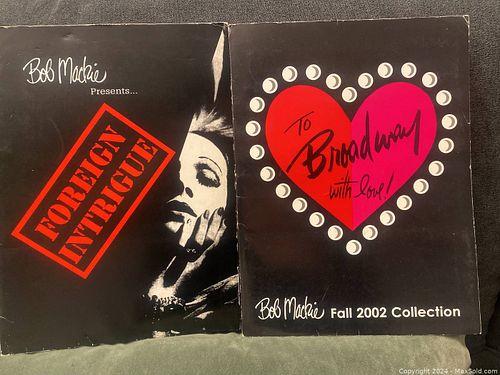 Bob Mackie
Presents...
FOREIGN
INTRIGUE
To
Broadway
with love!
Bob Mackie Fall 2002 Collection
Copyright 2024 - MaxSold.com